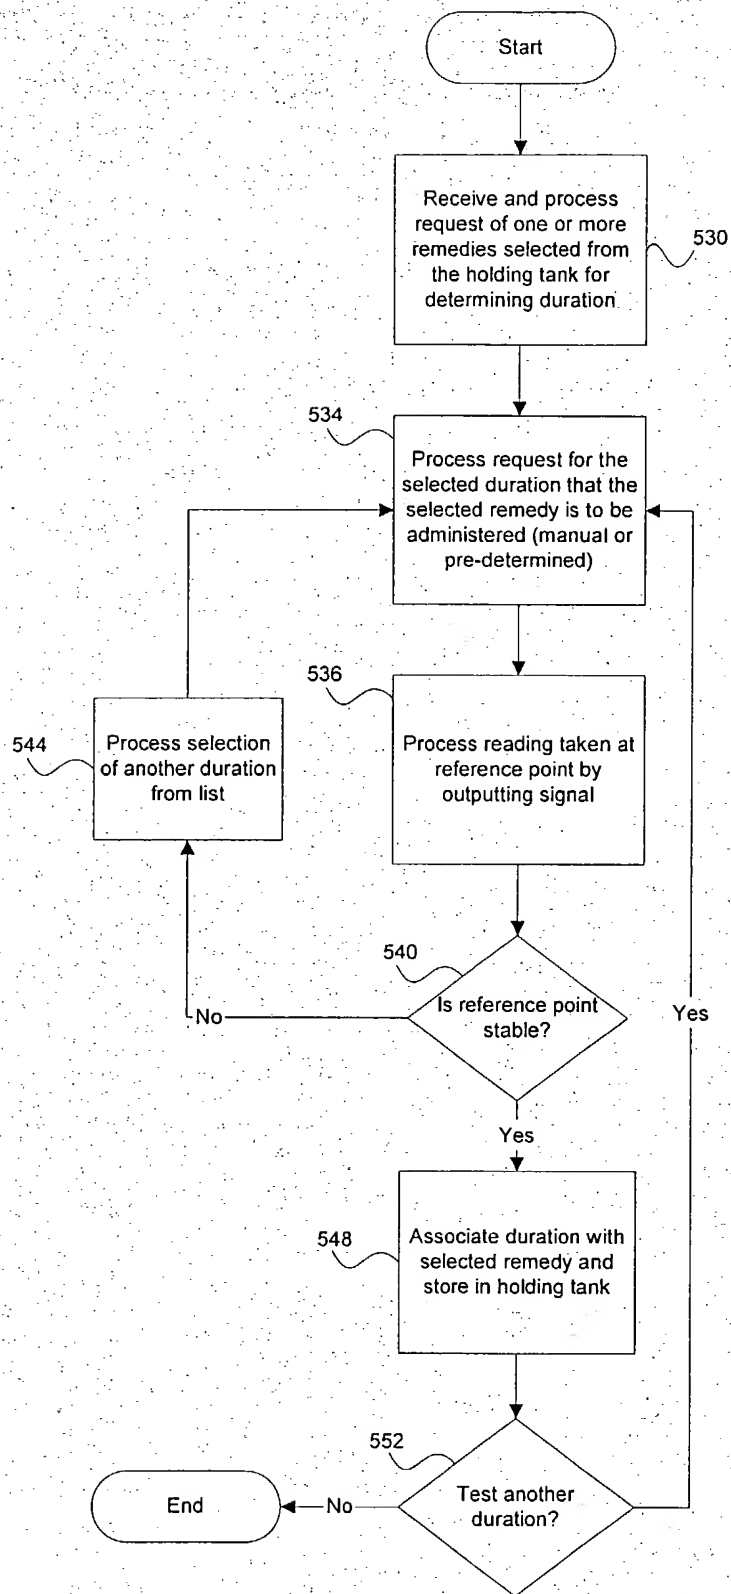 Start
Receive and process
request of one or more
remedies selected from
the holding tank for
determining duration
530
534
Process request for the
selected duration that the
selected remedy is to be
administered (manual or
pre-determined)
536
Process reading taken at
reference point by
outputting signal
544
Process selection
of another duration
from list
540
Is reference point
stable?
No
Yes
Yes
548
Associate duration with
selected remedy and
store in holding tank
552
Test another
duration?
No
End